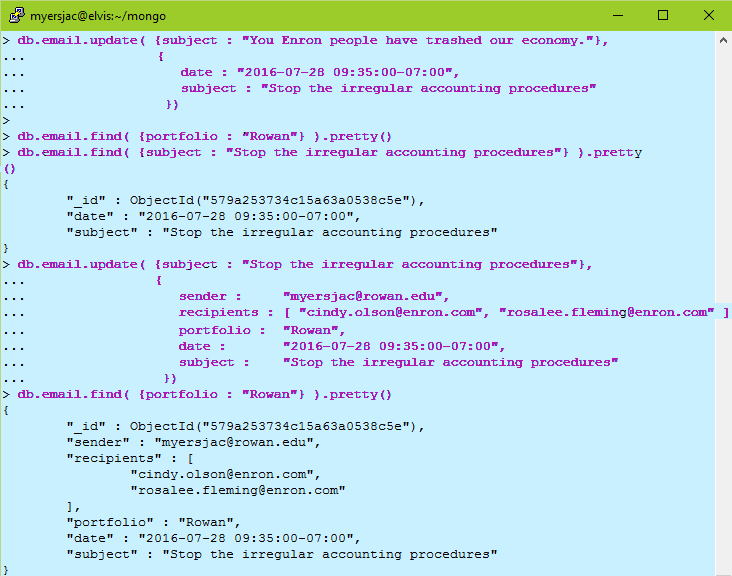 myersjac@elvis:~/mongo
> db.email.update( {subject : "You Enron people have trashed our economy."},
...                 {
...                    date : "2016-07-28 09:35:00-07:00",
...                    subject : "Stop the irregular accounting procedures"
...                  })
>
> db.email.find( {portfolio : "Rowan"} ).pretty()
> db.email.find( {subject : "Stop the irregular accounting procedures"} ).pretty
()
{
        "_id" : ObjectId("579a253734c15a63a0538c5e"),
        "date" : "2016-07-28 09:35:00-07:00",
        "subject" : "Stop the irregular accounting procedures"
}
> db.email.update( {subject : "Stop the irregular accounting procedures"},
...                 {
...                    sender :     "myersjac@rowan.edu",
...                    recipients : [ "cindy.olson@enron.com", "rosalee.fleming@enron.com" ]
...                    portfolio :  "Rowan",
...                    date :       "2016-07-28 09:35:00-07:00",
...                    subject :    "Stop the irregular accounting procedures"
...                  })
> db.email.find( {portfolio : "Rowan"} ).pretty()
{
        "_id" : ObjectId("579a253734c15a63a0538c5e"),
        "sender" : "myersjac@rowan.edu",
        "recipients" : [
                "cindy.olson@enron.com",
                "rosalee.fleming@enron.com"
        ],
        "portfolio" : "Rowan",
        "date" : "2016-07-28 09:35:00-07:00",
        "subject" : "Stop the irregular accounting procedures"
}